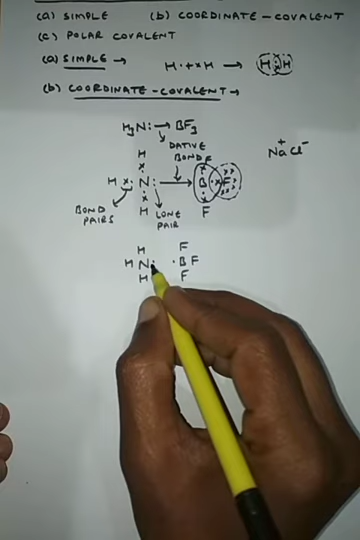 (a) SIMPLE (b) COORDINATE-COVALENT
(c) POLAR COVALENT
(a) SIMPLE → H·+×H → H×·H
(b) COORDINATE-COVALENT→
H₃N: → BF₃
DATIVE
BOND
Na⁺Cl⁻
H F
H ×· N: → B ·× F
H F
BOND
PAIRS
LONE
PAIR
H F
H N: ·B F
H F